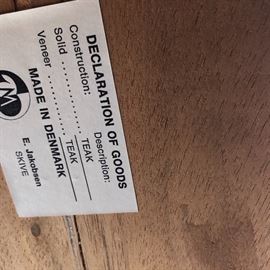 DECLARATION OF GOODS
Construction: Description:
Solid ............ TEAK
Veneer ............ TEAK
MADE IN DENMARK
M
E. Jakobsen
SKIVE